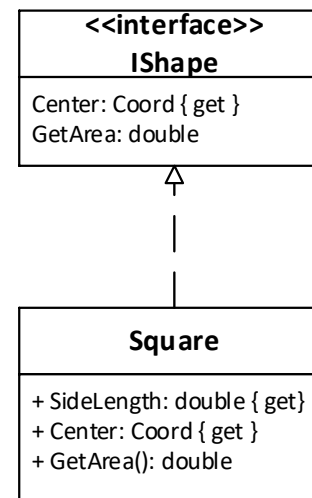 <<interface>>
IShape
Center: Coord { get }
GetArea: double
Square
+ SideLength: double { get}
+ Center: Coord { get }
+ GetArea(): double